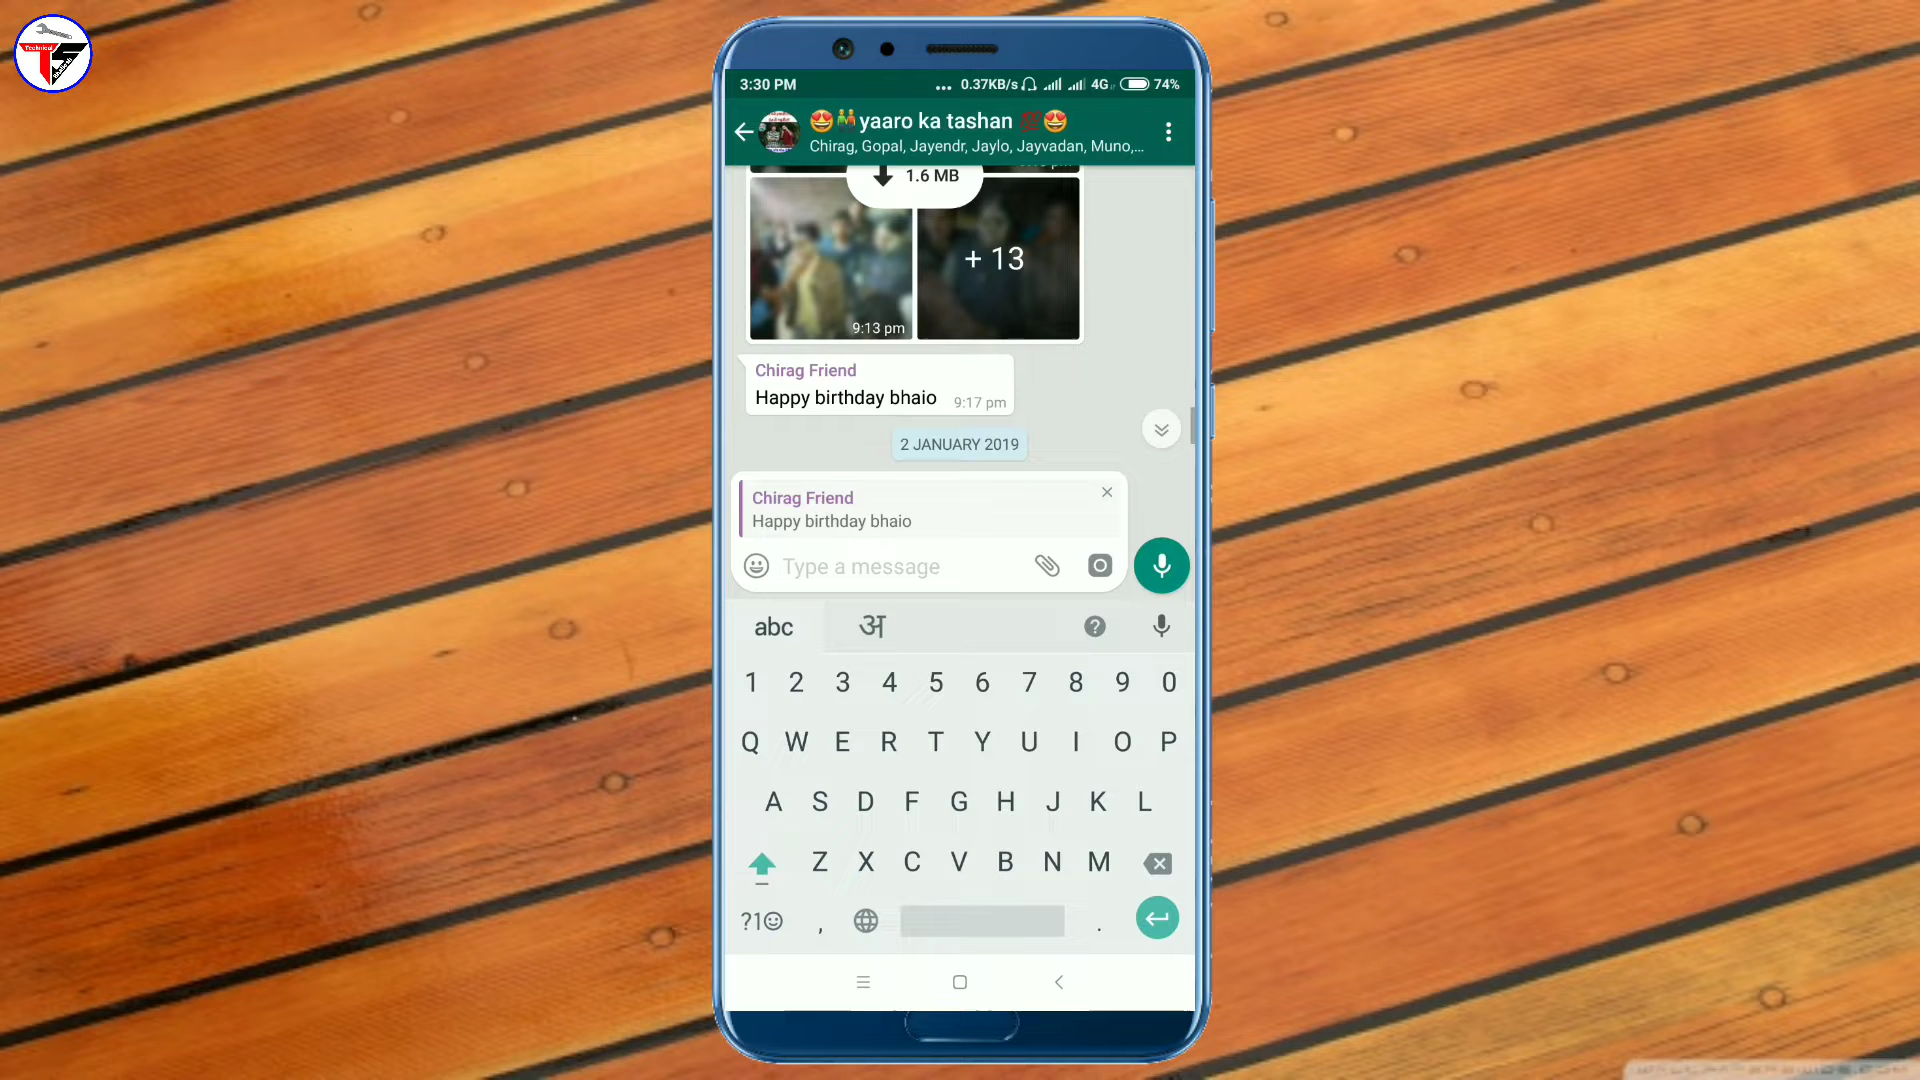 Technical
3:30 PM
... 0.37KB/s 4G 74%
😍👬yaaro ka tashan 💯😍
Chirag, Gopal, Jayendr, Jaylo, Jayvadan, Muno,...
1.6 MB
+ 13
9:13 pm
Chirag Friend
Happy birthday bhaio 9:17 pm
2 JANUARY 2019
Chirag Friend
Happy birthday bhaio
Type a message
abc अ
1 2 3 4 5 6 7 8 9 0
Q W E R T Y U I O P
A S D F G H J K L
Z X C V B N M
?1☺ , .